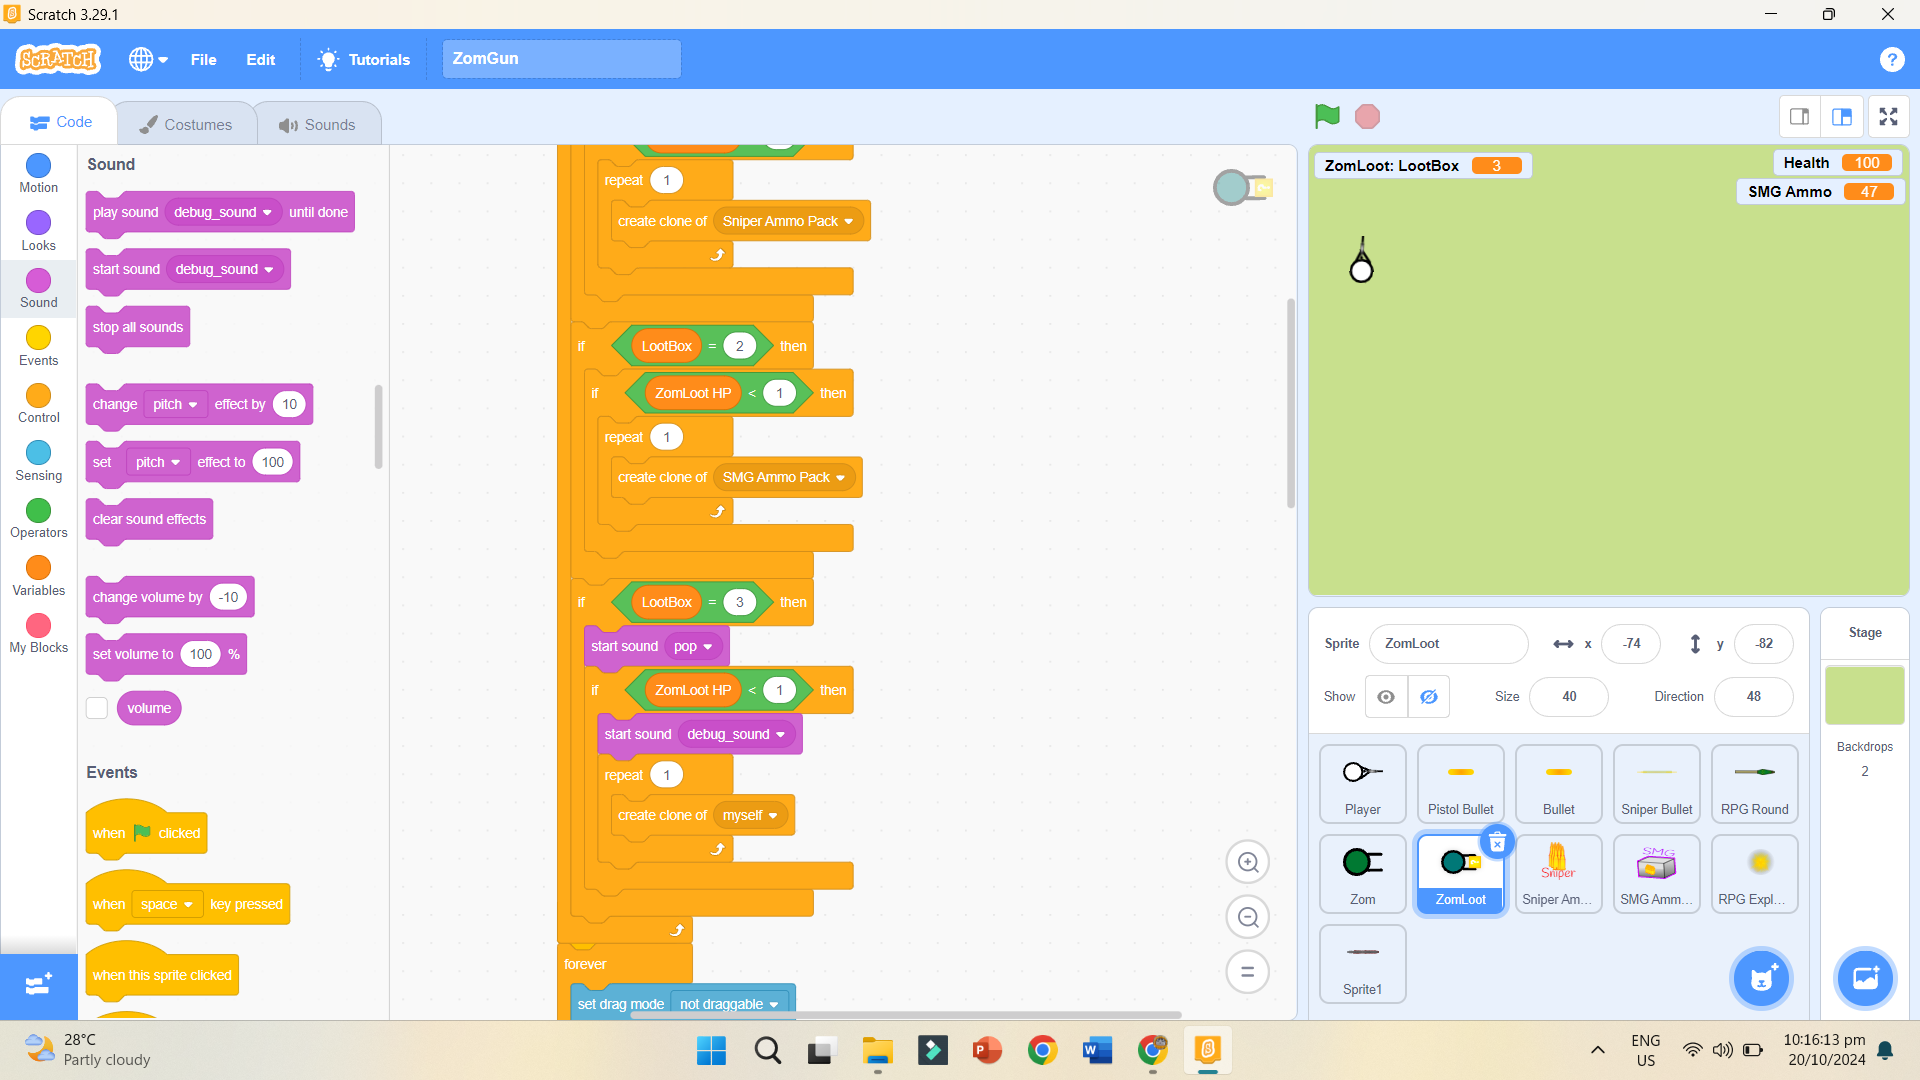 Scratch 3.29.1
SCRATCH
File
Edit
Tutorials
ZomGun
Code
Costumes
Sounds
Motion
Looks
Sound
Events
Control
Sensing
Operators
Variables
My Blocks
Sound
play sound debug_sound until done
start sound debug_sound
stop all sounds
change pitch effect by 10
set pitch effect to 100
clear sound effects
change volume by -10
set volume to 100 %
volume
Events
when clicked
when space key pressed
when this sprite clicked
repeat 1
create clone of Sniper Ammo Pack
if LootBox = 2 then
if ZomLoot HP < 1 then
repeat 1
create clone of SMG Ammo Pack
if LootBox = 3 then
start sound pop
if ZomLoot HP < 1 then
start sound debug_sound
repeat 1
create clone of myself
forever
set drag mode not draggable
ZomLoot: LootBox 3
Health 100
SMG Ammo 47
Sprite ZomLoot x -74 y -82
Show Size 40 Direction 48
Player
Pistol Bullet
Bullet
Sniper Bullet
RPG Round
Zom
ZomLoot
Sniper
Sniper Am...
SMG
SMG Amm...
RPG Expl...
Sprite1
Stage
Backdrops
2
28°C
Partly cloudy
ENG
US
10:16:13 pm
20/10/2024